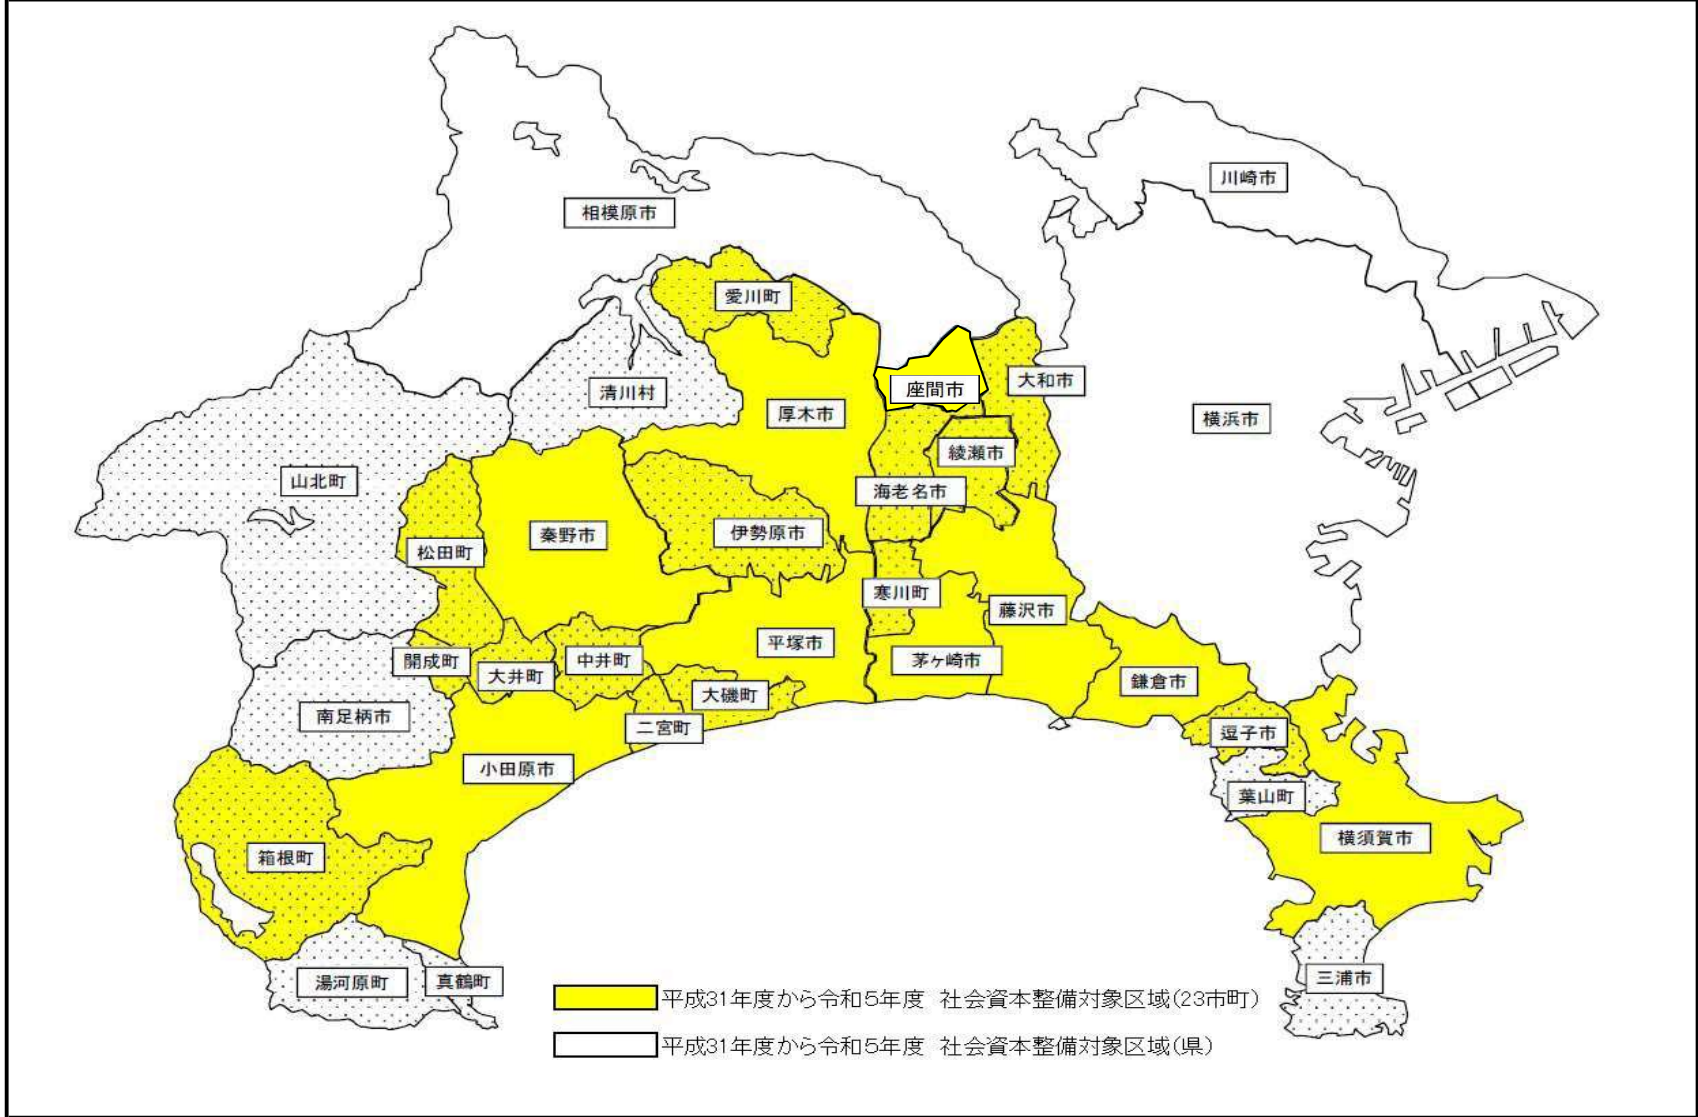 川崎市
相模原市
愛川町
座間市
大和市
清川村
厚木市
横浜市
綾瀬市
山北町
海老名市
伊勢原市
秦野市
松田町
寒川町
藤沢市
平塚市
開成町
中井町
茅ヶ崎市
大井町
鎌倉市
大磯町
南足柄市
二宮町
逗子市
小田原市
葉山町
横須賀市
箱根町
三浦市
湯河原町
真鶴町
平成31年度から令和5年度 社会資本整備対象区域(23市町)
平成31年度から令和5年度 社会資本整備対象区域(県)